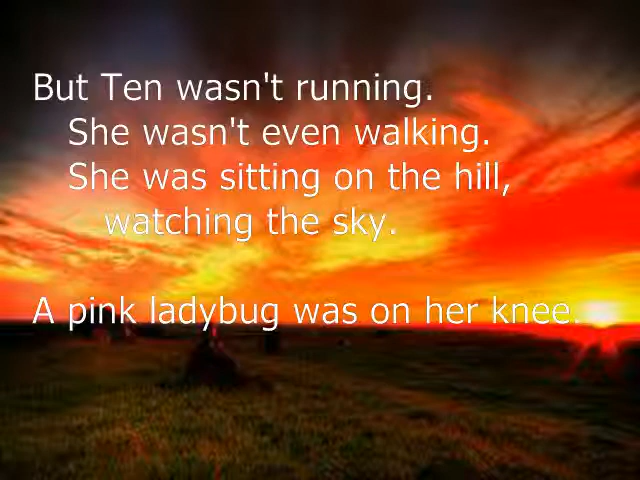 But Ten wasn't running.
She wasn't even walking.
She was sitting on the hill,
watching the sky.
A pink ladybug was on her knee.